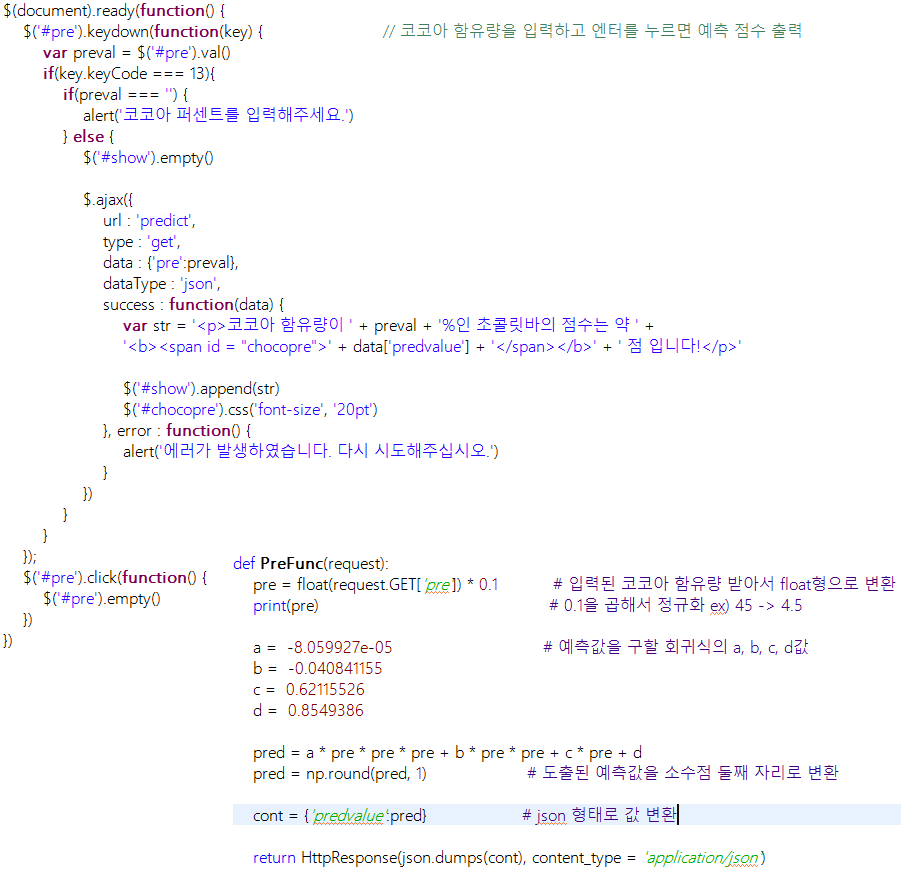 $(document).ready(function() {
$('#pre').keydown(function(key) { // 코코아 함유량을 입력하고 엔터를 누르면 예측 점수 출력
var preval = $('#pre').val()
if(key.keyCode === 13){
if(preval === '') {
alert('코코아 퍼센트를 입력해주세요.')
} else {
$('#show').empty()
$.ajax({
url : 'predict',
type : 'get',
data : {'pre':preval},
dataType : 'json',
success : function(data) {
var str = '<p>코코아 함유량이 ' + preval + '%인 초콜릿바의 점수는 약 ' +
'<b><span id = "chocopre">' + data['predvalue'] + '</span></b>' + ' 점 입니다!</p>'
$('#show').append(str)
$('#chocopre').css('font-size', '20pt')
}, error : function() {
alert('에러가 발생하였습니다. 다시 시도해주십시오.')
}
})
}
}
});
$('#pre').click(function() {
$('#pre').empty()
})
})
def PreFunc(request):
pre = float(request.GET['pre']) * 0.1 # 입력된 코코아 함유량 받아서 float형으로 변환
print(pre) # 0.1을 곱해서 정규화 ex) 45 -> 4.5
a = -8.059927e-05 # 예측값을 구할 회귀식의 a, b, c, d값
b = -0.040841155
c = 0.62115526
d = 0.8549386
pred = a * pre * pre * pre + b * pre * pre + c * pre + d
pred = np.round(pred, 1) # 도출된 예측값을 소수점 둘째 자리로 변환
cont = {'predvalue':pred} # json 형태로 값 변환
return HttpResponse(json.dumps(cont), content_type = 'application/json')